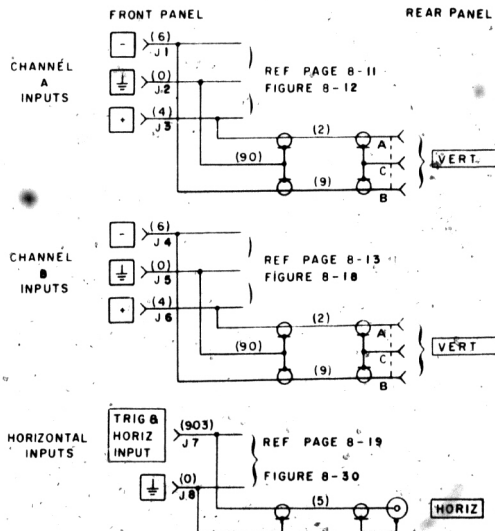 FRONT PANEL
REAR PANEL
CHANNEL
A
INPUTS
-
(6)
J1
(0)
J2
+
(4)
J3
REF PAGE 8-11
FIGURE 8-12
(2)
(90)
(9)
A
C
B
VERT
CHANNEL
B
INPUTS
-
(6)
J4
(0)
J5
+
(4)
J6
REF PAGE 8-13
FIGURE 8-18
(2)
(90)
(9)
A
C
B
VERT
HORIZONTAL
INPUTS
TRIG &
HORIZ
INPUT
(903)
J7
(0)
J8
REF PAGE 8-19
FIGURE 8-30
(5)
HORIZ